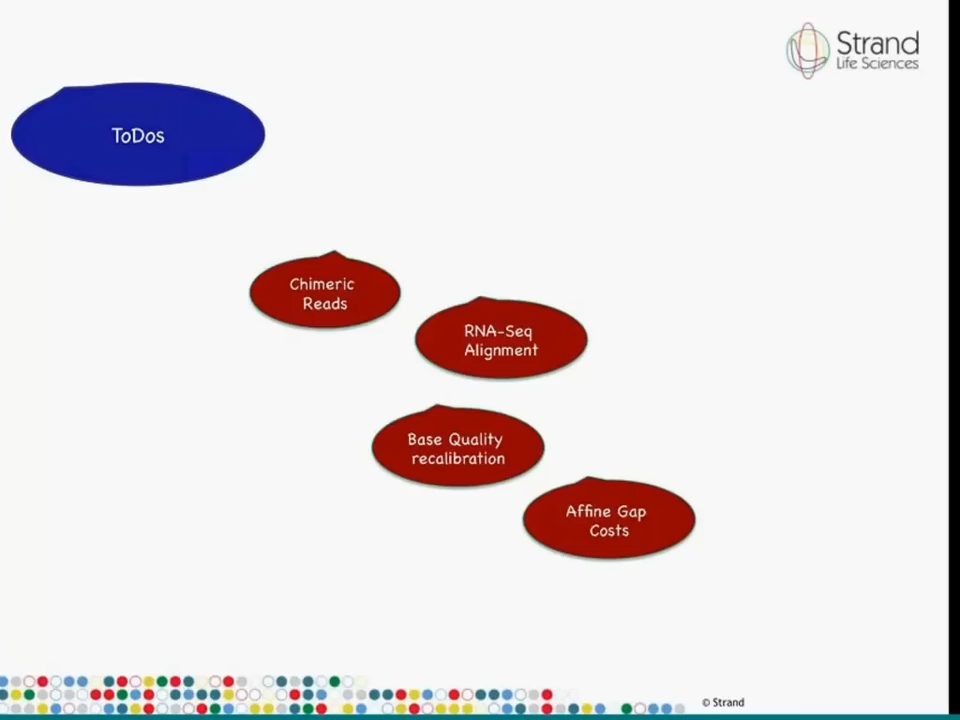 Strand
Life Sciences
ToDos
Chimeric
Reads
RNA-Seq
Alignment
Base Quality
recalibration
Affine Gap
Costs
© Strand